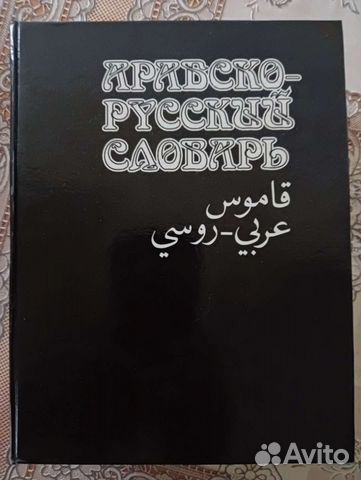 АРАБСКО-
РУССКИЙ
СЛОВАРЬ
قاموس
عربي-روسي
Avito